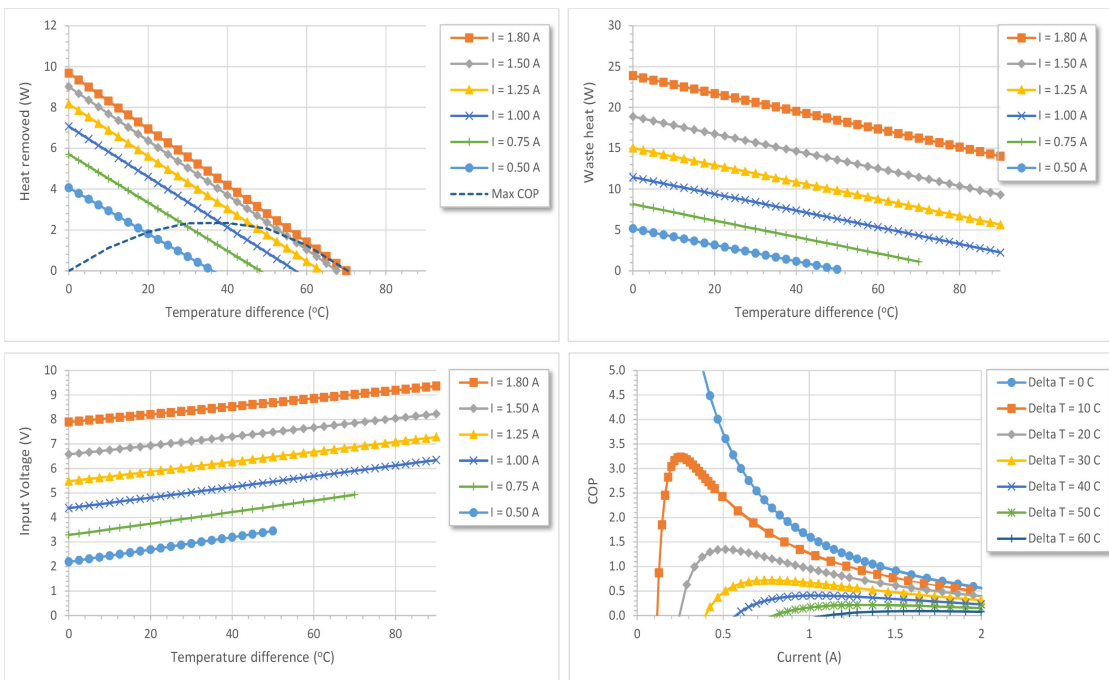 Heat removed (W)
12
10
8
6
4
2
0
0 20 40 60 80
Temperature difference (°C)
I = 1.80 A
I = 1.50 A
I = 1.25 A
I = 1.00 A
I = 0.75 A
I = 0.50 A
Max COP
Waste heat (W)
30
25
20
15
10
5
0
0 20 40 60 80
Temperature difference (°C)
I = 1.80 A
I = 1.50 A
I = 1.25 A
I = 1.00 A
I = 0.75 A
I = 0.50 A
Input Voltage (V)
10
9
8
7
6
5
4
3
2
1
0
0 20 40 60 80
Temperature difference (°C)
I = 1.80 A
I = 1.50 A
I = 1.25 A
I = 1.00 A
I = 0.75 A
I = 0.50 A
COP
5.0
4.5
4.0
3.5
3.0
2.5
2.0
1.5
1.0
0.5
0.0
0 0.5 1 1.5 2
Current (A)
Delta T = 0 C
Delta T = 10 C
Delta T = 20 C
Delta T = 30 C
Delta T = 40 C
Delta T = 50 C
Delta T = 60 C